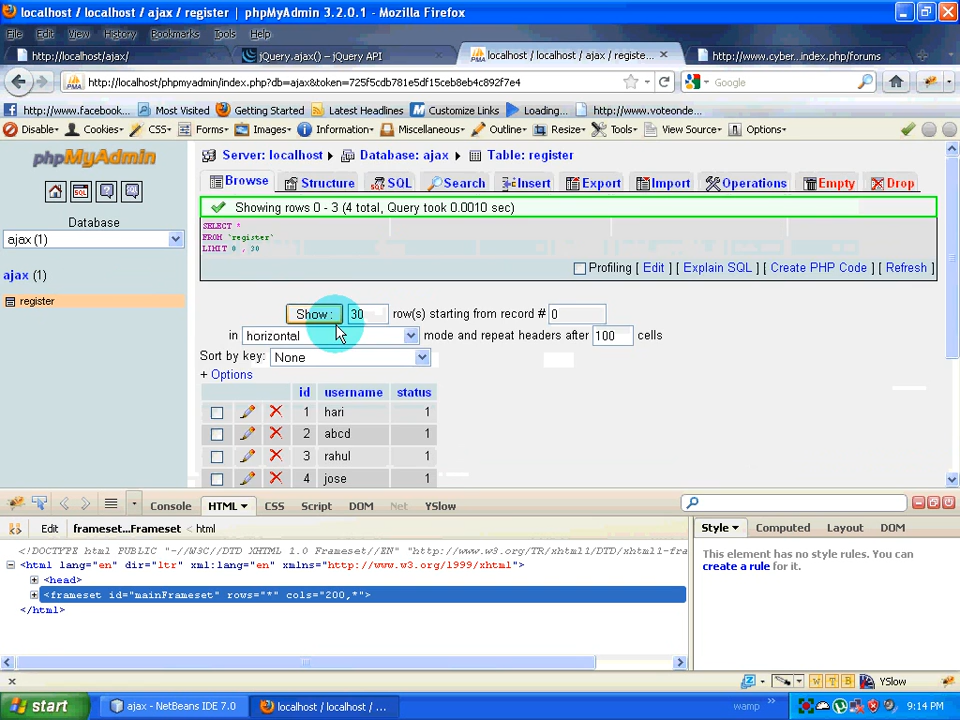 localhost / localhost / ajax / register | phpMyAdmin 3.2.0.1 - Mozilla Firefox
File Edit View History Bookmarks Tools Help
http://localhost/ajax/
jQuery.ajax() – jQuery API
localhost / localhost / ajax / registe...
http://www.cyber...index.php/forums
http://localhost/phpmyadmin/index.php?db=ajax&token=725f5cdb781e5df15ceb8eb4c892f7e4
Google
http://www.facebook...
Most Visited
Getting Started
Latest Headlines
Customize Links
Loading...
http://www.voteonde...
Disable
Cookies
CSS
Forms
Images
Information
Miscellaneous
Outline
Resize
Tools
View Source
Options
phpMyAdmin
Server: localhost
Database: ajax
Table: register
Browse
Structure
SQL
Search
Insert
Export
Import
Operations
Empty
Drop
SQL
Database
ajax (1)
ajax (1)
register
Showing rows 0 - 3 (4 total, Query took 0.0010 sec)
SELECT *
FROM `register`
LIMIT 0 , 30
Profiling [ Edit ] [ Explain SQL ] [ Create PHP Code ] [ Refresh ]
Show : 30 row(s) starting from record # 0
in horizontal mode and repeat headers after 100 cells
Sort by key: None
+ Options
id username status
1 hari 1
2 abcd 1
3 rahul 1
4 jose 1
Console HTML CSS Script DOM Net YSlow
Edit frameset...Frameset < html
Style Computed Layout DOM
<!DOCTYPE html PUBLIC "-//W3C//DTD XHTML 1.0 Frameset//EN" "http://www.w3.org/TR/xhtml1/DTD/xhtml1-fra
<html lang="en" dir="ltr" xml:lang="en" xmlns="http://www.w3.org/1999/xhtml">
<head>
<frameset id="mainFrameset" rows="*" cols="200,*">
</html>
This element has no style rules. You can
create a rule for it.
YSlow
start
ajax - NetBeans IDE 7.0
localhost / localhost / ...
wamp
9:14 PM